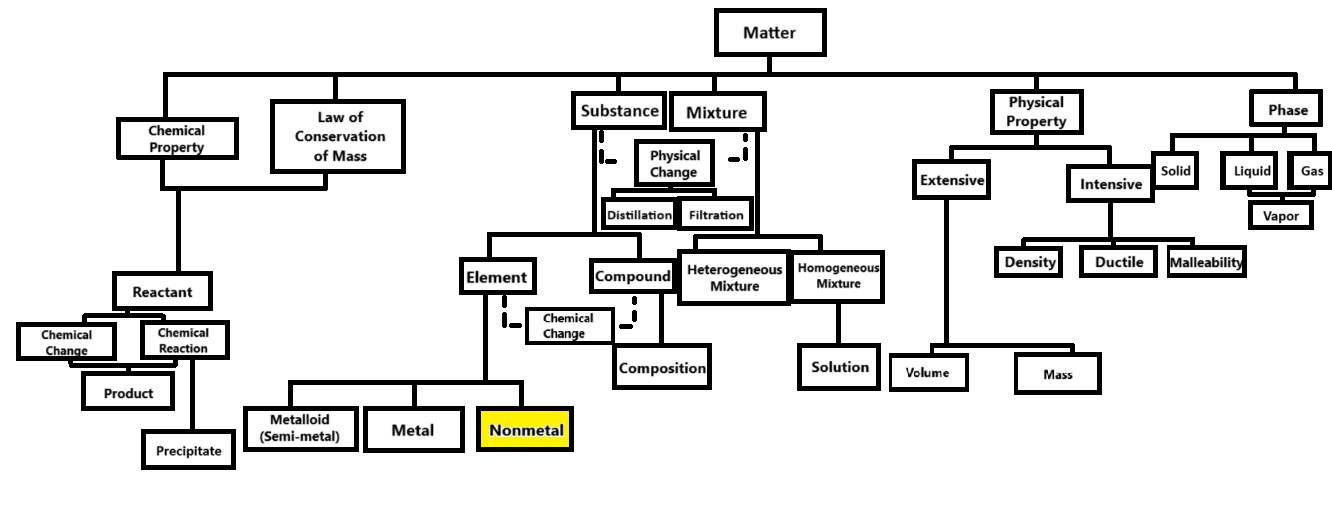 Matter
Chemical
Property
Law of
Conservation
of Mass
Substance
Mixture
Physical
Property
Phase
Physical
Change
Distillation
Filtration
Extensive
Intensive
Solid
Liquid
Gas
Vapor
Density
Ductile
Malleability
Element
Compound
Heterogeneous
Mixture
Homogeneous
Mixture
Reactant
Chemical
Change
Chemical
Reaction
Chemical
Change
Product
Composition
Solution
Volume
Mass
Metalloid
(Semi-metal)
Metal
Nonmetal
Precipitate